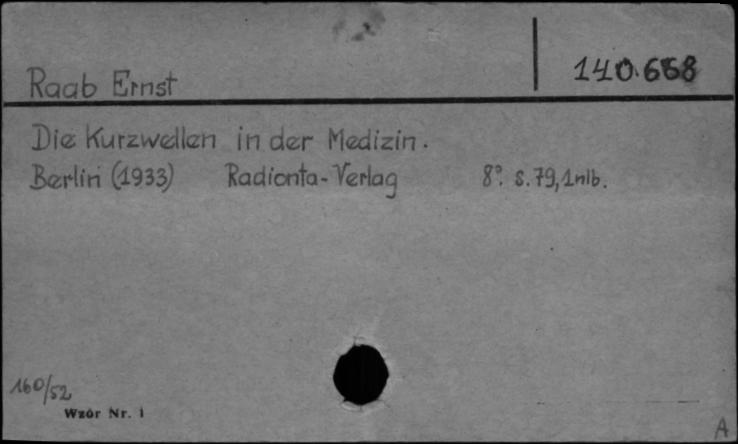 Raab Ernst
140.668
Die Kurzwellen in der Medizin.
Berlin (1933) Radionta-Verlag 8°. S.79, 1nlb.
160/52
Wzór Nr. 1
A